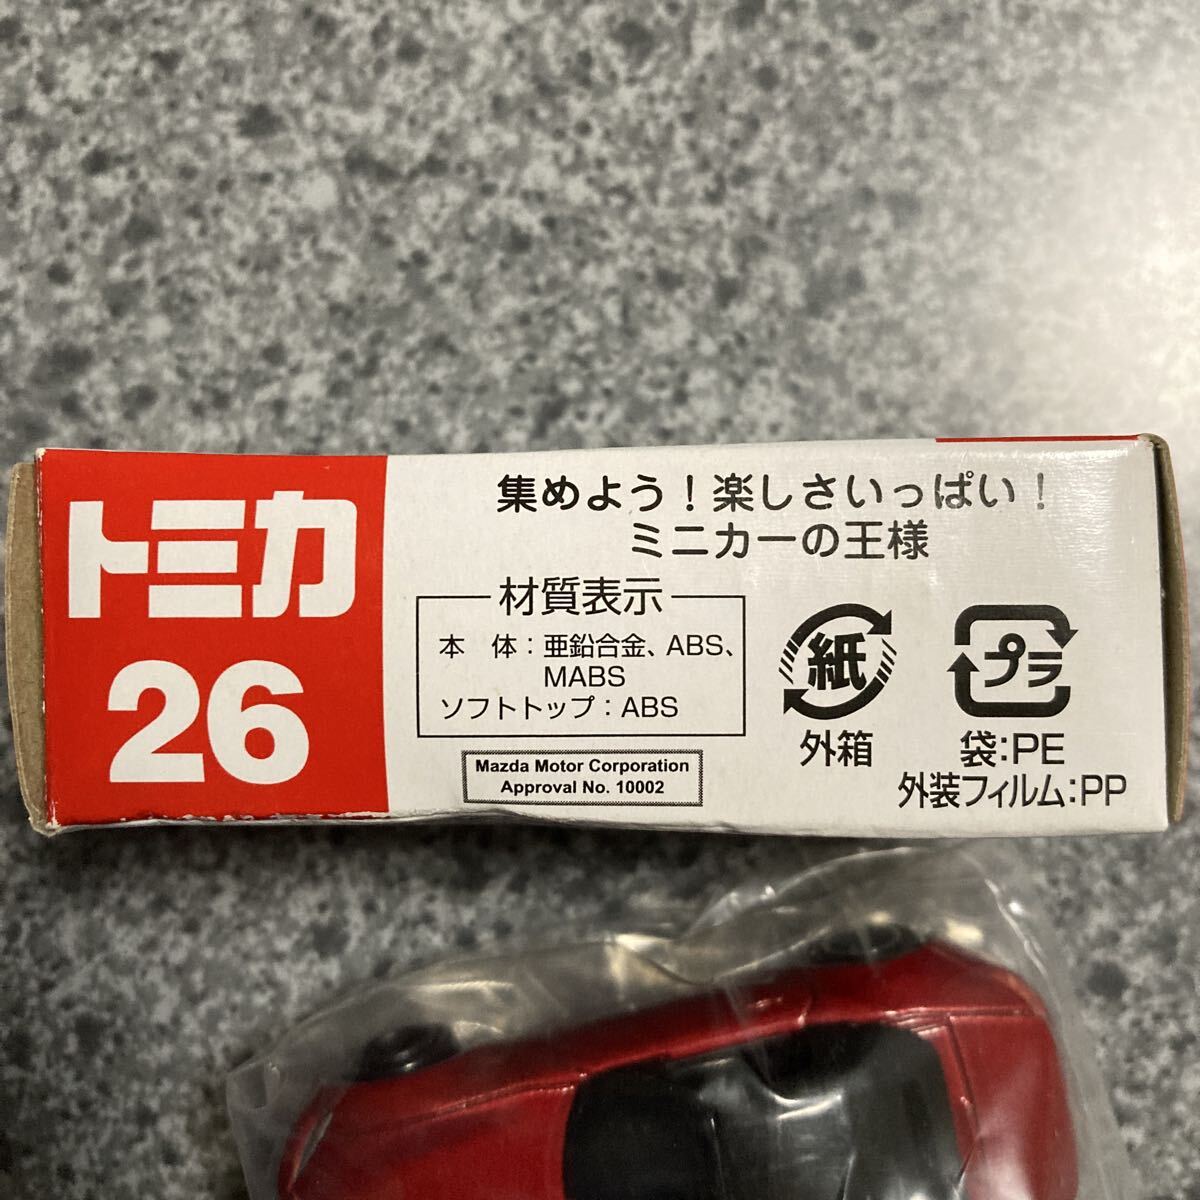 トミカ
26
集めよう！楽しさいっぱい！
ミニカーの王様
材質表示
本　体：亜鉛合金、ABS、
MABS
ソフトトップ：ABS
Mazda Motor Corporation
Approval No. 10002
紙
外箱
プラ
袋：PE
外装フィルム：PP